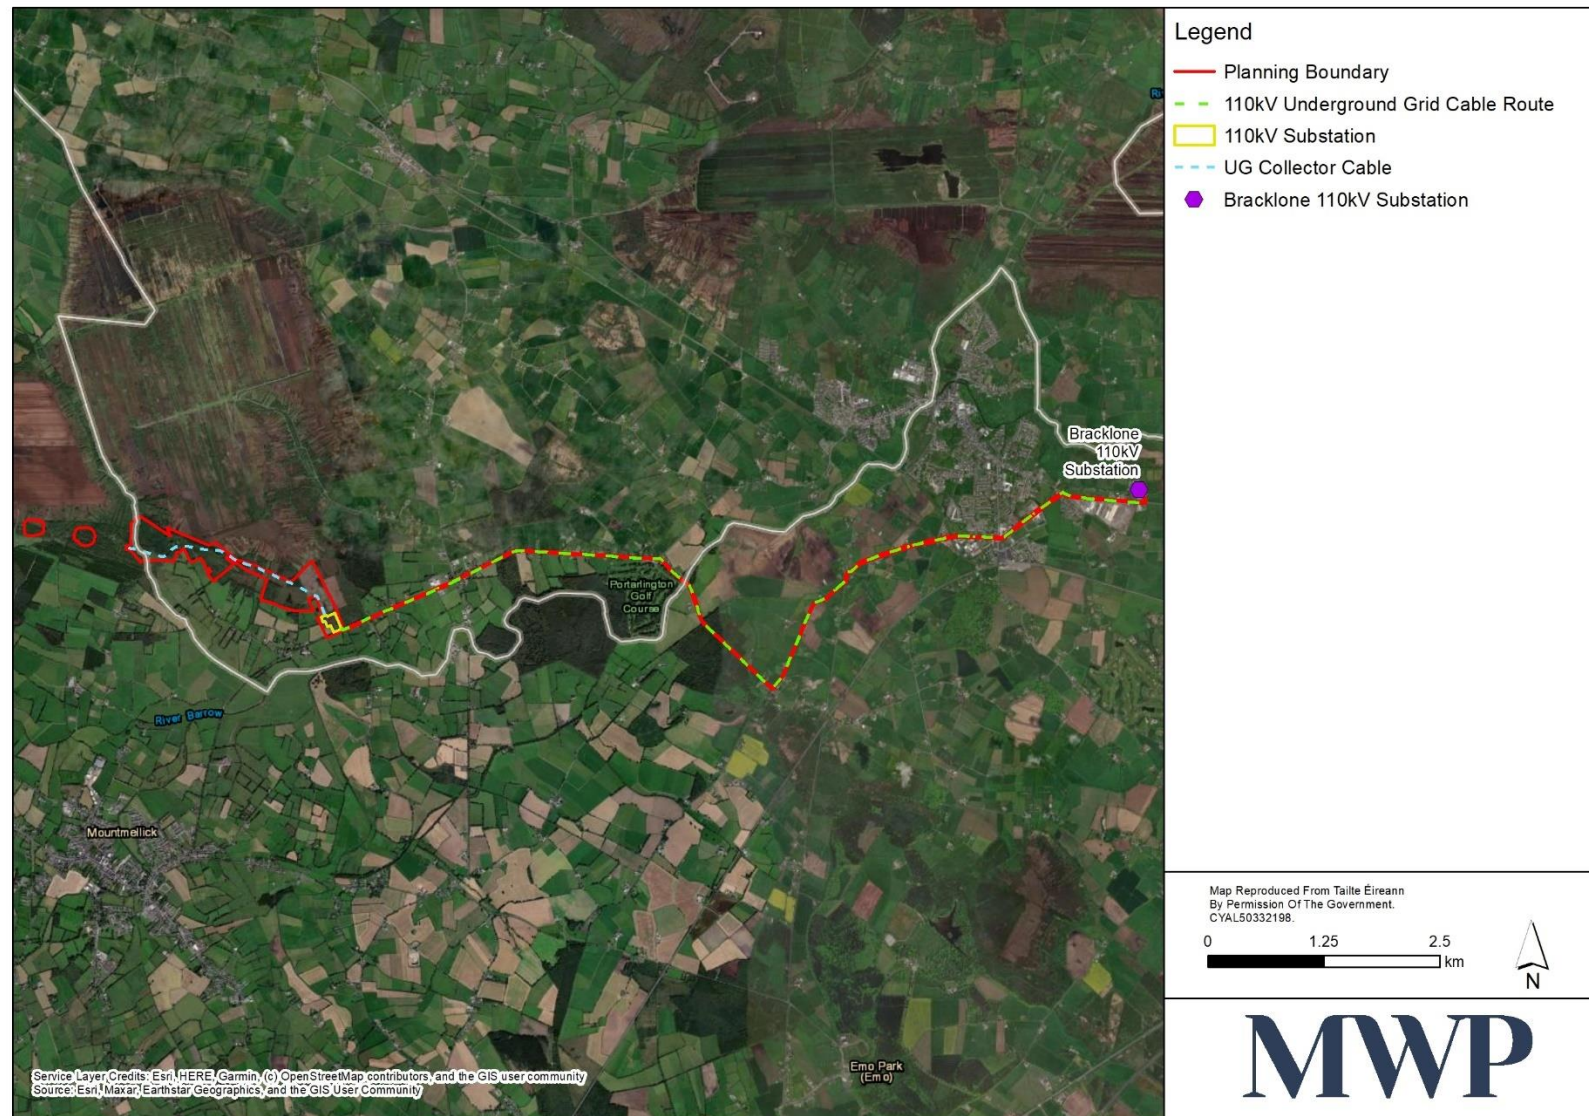 Legend
Planning Boundary
110kV Underground Grid Cable Route
110kV Substation
UG Collector Cable
Bracklone 110kV Substation
Bracklone
110kV
Substation
Portarlington
Golf
Course
River Barrow
Mountmellick
Emo Park
(Emo)
Service Layer Credits: Esri, HERE, Garmin, (c) OpenStreetMap contributors, and the GIS user community
Source: Esri, Maxar, Earthstar Geographics, and the GIS User Community
Map Reproduced From Tailte Éireann
By Permission Of The Government.
CYAL50332198.
0 1.25 2.5
km
N
MWP